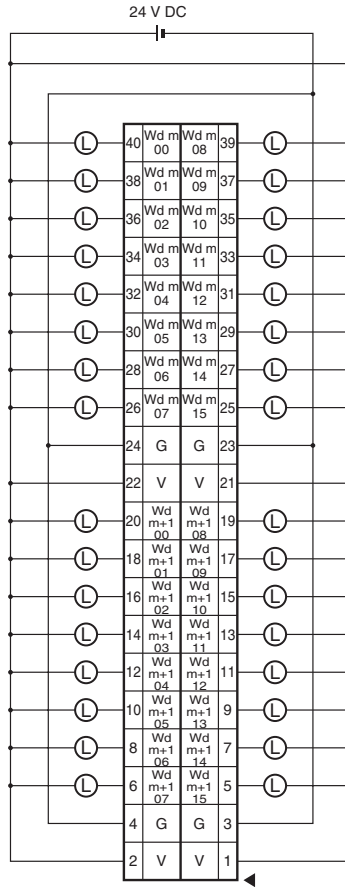 24 V DC
L 40 Wd m 00 Wd m 08 39 L
L 38 Wd m 01 Wd m 09 37 L
L 36 Wd m 02 Wd m 10 35 L
L 34 Wd m 03 Wd m 11 33 L
L 32 Wd m 04 Wd m 12 31 L
L 30 Wd m 05 Wd m 13 29 L
L 28 Wd m 06 Wd m 14 27 L
L 26 Wd m 07 Wd m 15 25 L
24 G G 23
22 V V 21
L 20 Wd m+1 00 Wd m+1 08 19 L
L 18 Wd m+1 01 Wd m+1 09 17 L
L 16 Wd m+1 02 Wd m+1 10 15 L
L 14 Wd m+1 03 Wd m+1 11 13 L
L 12 Wd m+1 04 Wd m+1 12 11 L
L 10 Wd m+1 05 Wd m+1 13 9 L
L 8 Wd m+1 06 Wd m+1 14 7 L
L 6 Wd m+1 07 Wd m+1 15 5 L
4 G G 3
2 V V 1